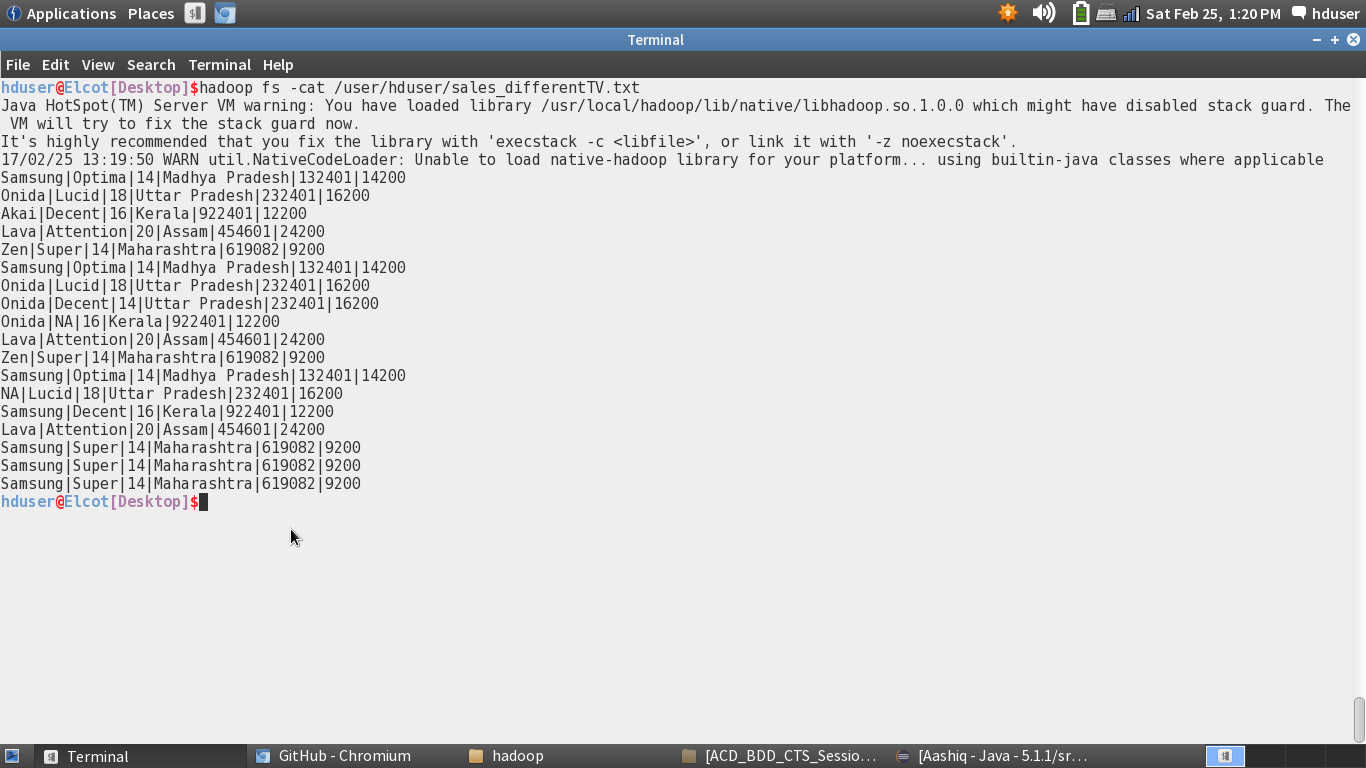 Applications Places Sat Feb 25, 1:20 PM hduser
Terminal
File Edit View Search Terminal Help
hduser@Elcot[Desktop]$hadoop fs -cat /user/hduser/sales_differentTV.txt
Java HotSpot(TM) Server VM warning: You have loaded library /usr/local/hadoop/lib/native/libhadoop.so.1.0.0 which might have disabled stack guard. The
VM will try to fix the stack guard now.
It's highly recommended that you fix the library with 'execstack -c <libfile>', or link it with '-z noexecstack'.
17/02/25 13:19:50 WARN util.NativeCodeLoader: Unable to load native-hadoop library for your platform... using builtin-java classes where applicable
Samsung|Optima|14|Madhya Pradesh|132401|14200
Onida|Lucid|18|Uttar Pradesh|232401|16200
Akai|Decent|16|Kerala|922401|12200
Lava|Attention|20|Assam|454601|24200
Zen|Super|14|Maharashtra|619082|9200
Samsung|Optima|14|Madhya Pradesh|132401|14200
Onida|Lucid|18|Uttar Pradesh|232401|16200
Onida|Decent|14|Uttar Pradesh|232401|16200
Onida|NA|16|Kerala|922401|12200
Lava|Attention|20|Assam|454601|24200
Zen|Super|14|Maharashtra|619082|9200
Samsung|Optima|14|Madhya Pradesh|132401|14200
NA|Lucid|18|Uttar Pradesh|232401|16200
Samsung|Decent|16|Kerala|922401|12200
Lava|Attention|20|Assam|454601|24200
Samsung|Super|14|Maharashtra|619082|9200
Samsung|Super|14|Maharashtra|619082|9200
Samsung|Super|14|Maharashtra|619082|9200
hduser@Elcot[Desktop]$
Terminal GitHub - Chromium hadoop [ACD_BDD_CTS_Sessio... [Aashiq - Java - 5.1.1/sr...